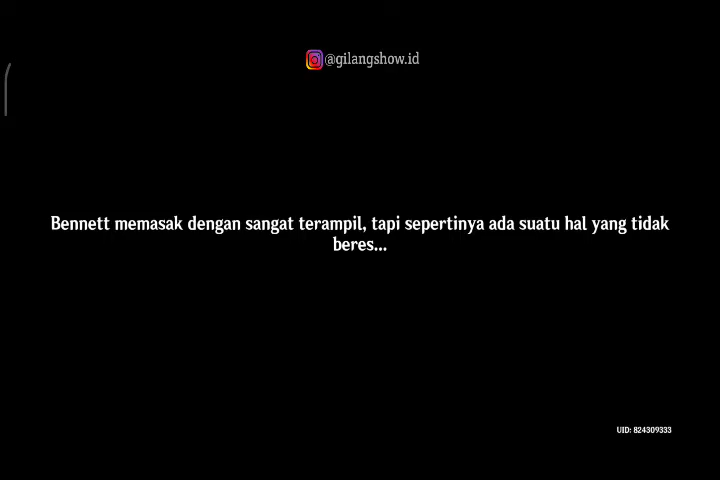 @gilangshow.id
Bennett memasak dengan sangat terampil, tapi sepertinya ada suatu hal yang tidak
beres...
UID: 824309333